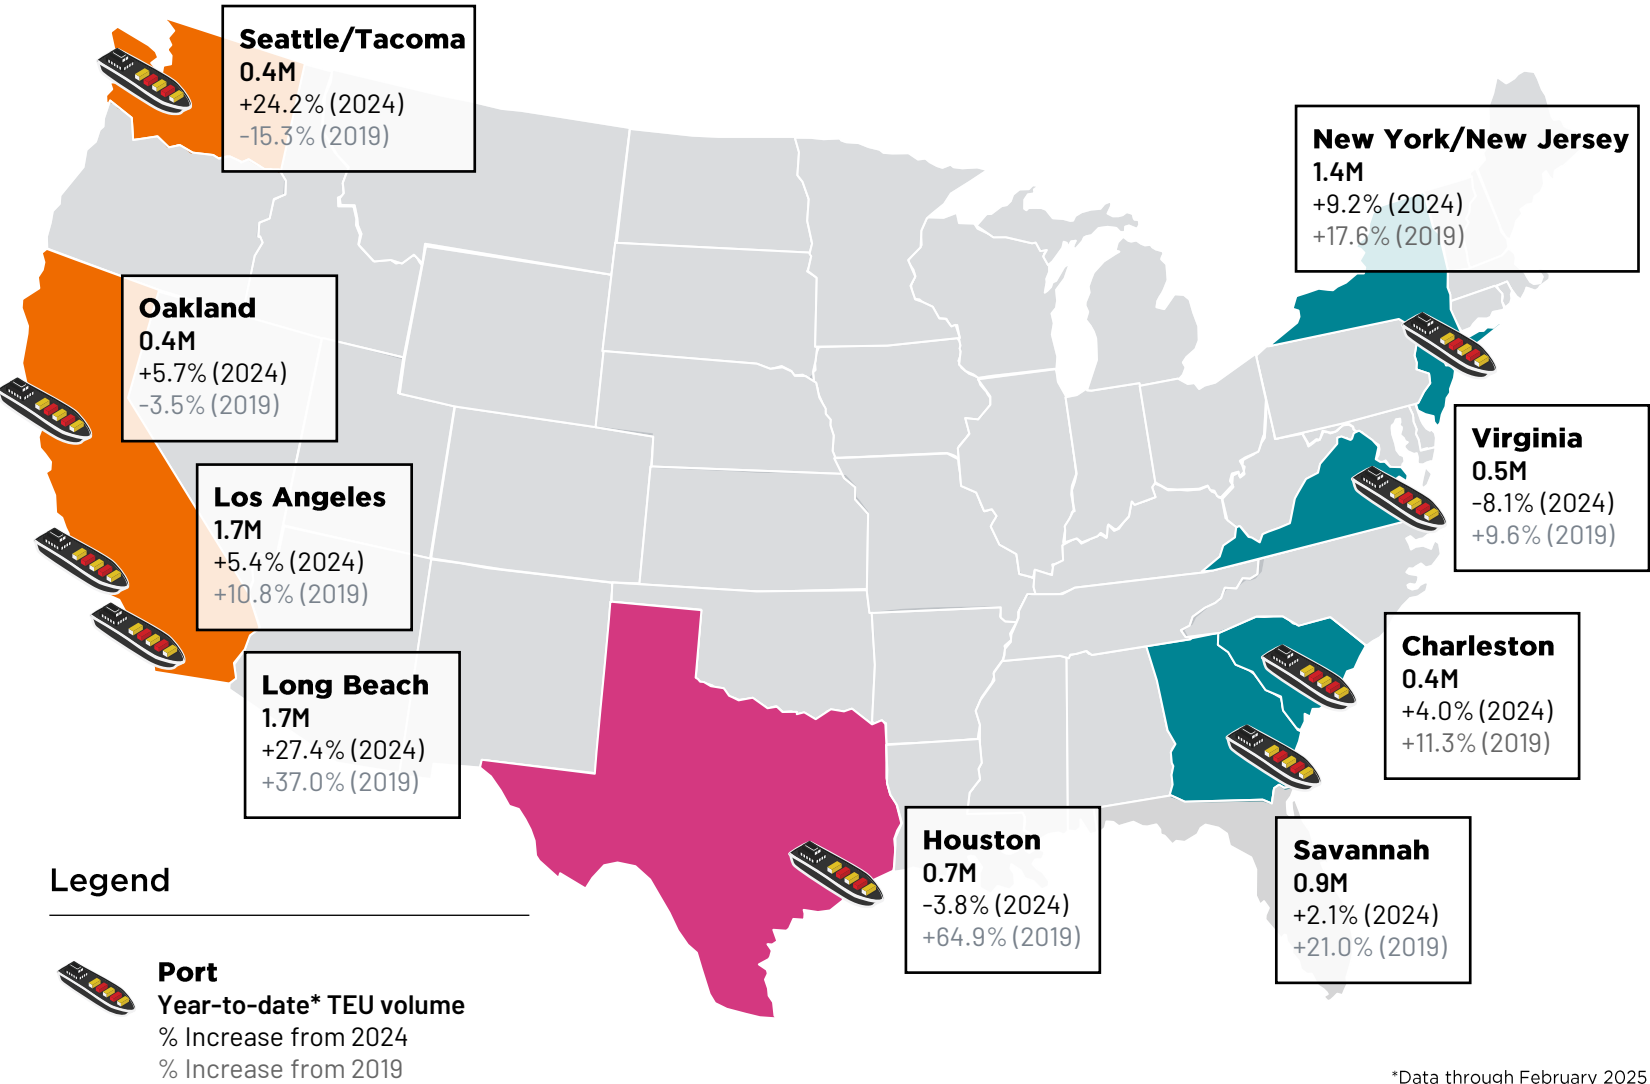 Seattle/Tacoma
0.4M
+24.2% (2024)
-15.3% (2019)
Oakland
0.4M
+5.7% (2024)
-3.5% (2019)
Los Angeles
1.7M
+5.4% (2024)
+10.8% (2019)
Long Beach
1.7M
+27.4% (2024)
+37.0% (2019)
New York/New Jersey
1.4M
+9.2% (2024)
+17.6% (2019)
Virginia
0.5M
-8.1% (2024)
+9.6% (2019)
Charleston
0.4M
+4.0% (2024)
+11.3% (2019)
Savannah
0.9M
+2.1% (2024)
+21.0% (2019)
Houston
0.7M
-3.8% (2024)
+64.9% (2019)
Legend
Port
Year-to-date* TEU volume
% Increase from 2024
% Increase from 2019
*Data through February 2025